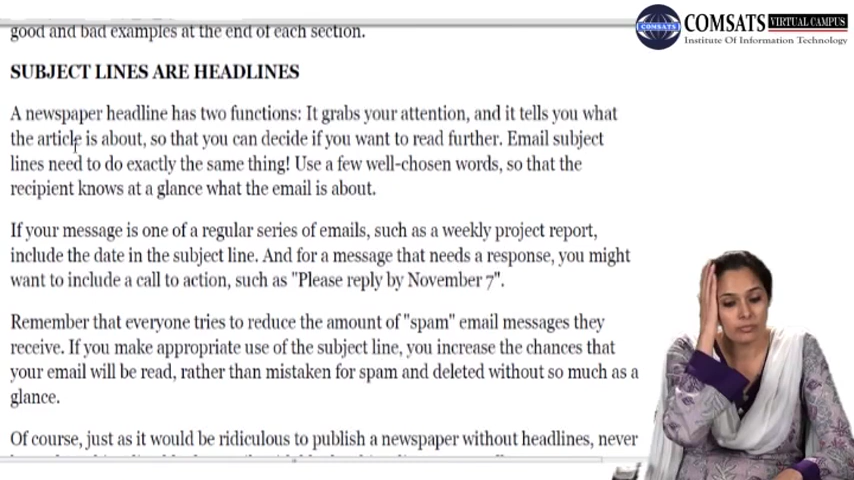 good and bad examples at the end of each section.
COMSATS VIRTUAL CAMPUS
Institute Of Information Technology
SUBJECT LINES ARE HEADLINES
A newspaper headline has two functions: It grabs your attention, and it tells you what
the article is about, so that you can decide if you want to read further. Email subject
lines need to do exactly the same thing! Use a few well-chosen words, so that the
recipient knows at a glance what the email is about.
If your message is one of a regular series of emails, such as a weekly project report,
include the date in the subject line. And for a message that needs a response, you might
want to include a call to action, such as "Please reply by November 7".
Remember that everyone tries to reduce the amount of "spam" email messages they
receive. If you make appropriate use of the subject line, you increase the chances that
your email will be read, rather than mistaken for spam and deleted without so much as a
glance.
Of course, just as it would be ridiculous to publish a newspaper without headlines, never